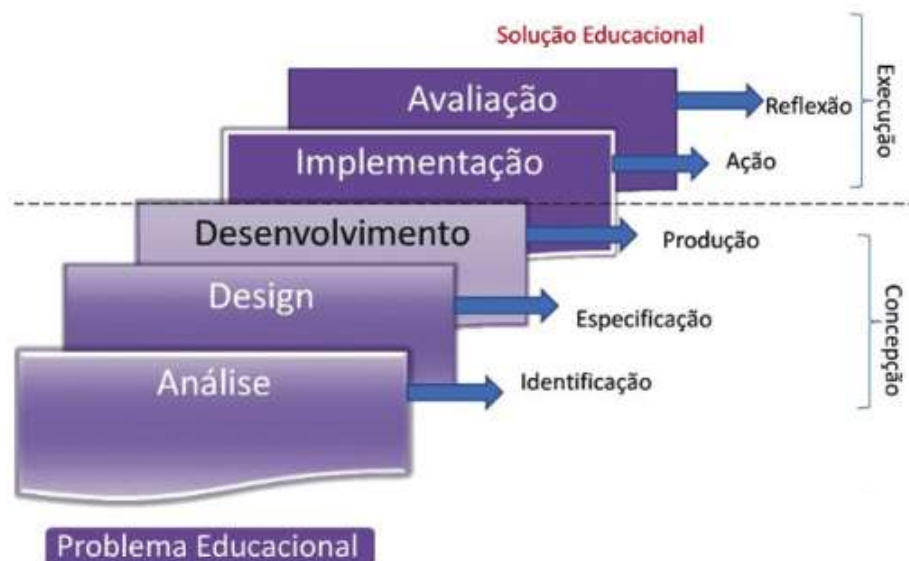 Solução Educacional
Avaliação
Reflexão
Execução
Implementação
Ação
Desenvolvimento
Produção
Design
Especificação
Concepção
Análise
Identificação
Problema Educacional